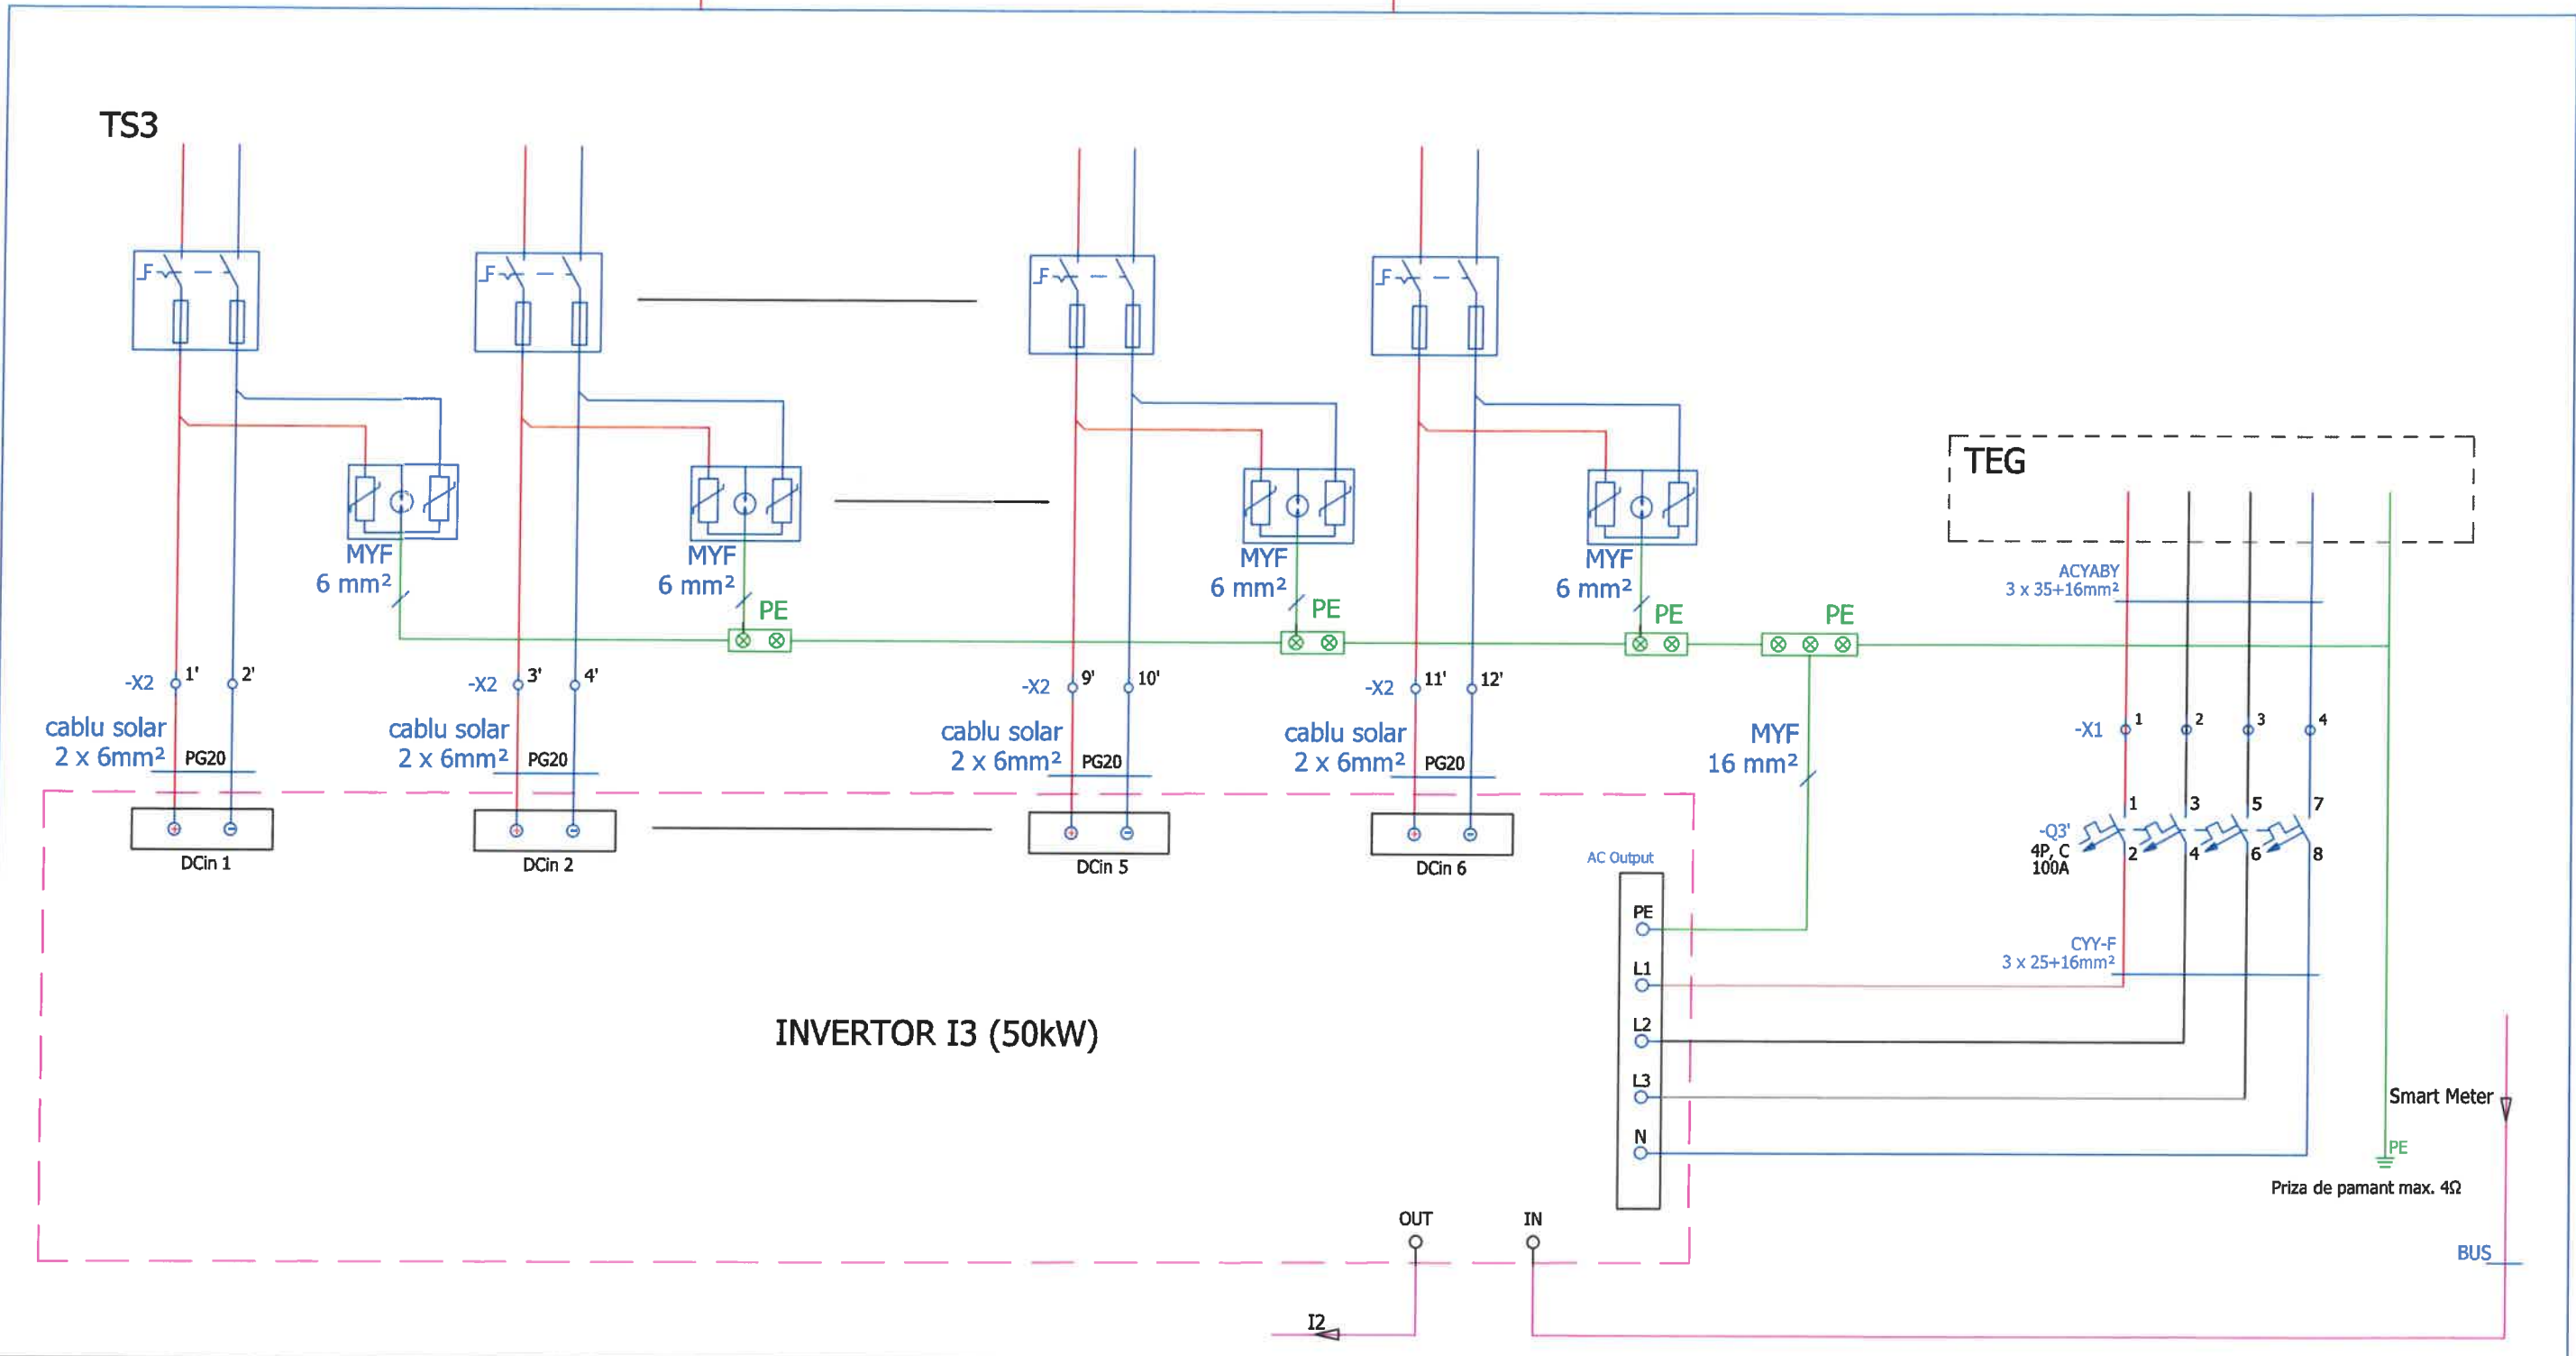 TS3
TEG
MYF
6 mm²
MYF
6 mm²
MYF
6 mm²
MYF
6 mm²
ACYABY
3 x 35+16mm²
PE
PE
PE
PE
-X2 1' 2'
-X2 3' 4'
-X2 9' 10'
-X2 11' 12'
cablu solar
2 x 6mm² PG20
cablu solar
2 x 6mm² PG20
cablu solar
2 x 6mm² PG20
cablu solar
2 x 6mm² PG20
MYF
16 mm²
-X1 1 2 3 4
1 3 5 7
-Q3'
4P, C
100A
2 4 6 8
DCin 1
DCin 2
DCin 5
DCin 6
AC Output
PE
L1
L2
L3
N
CYY-F
3 x 25+16mm²
INVERTOR I3 (50kW)
Smart Meter
PE
Priza de pamant max. 4Ω
OUT
IN
BUS
I2